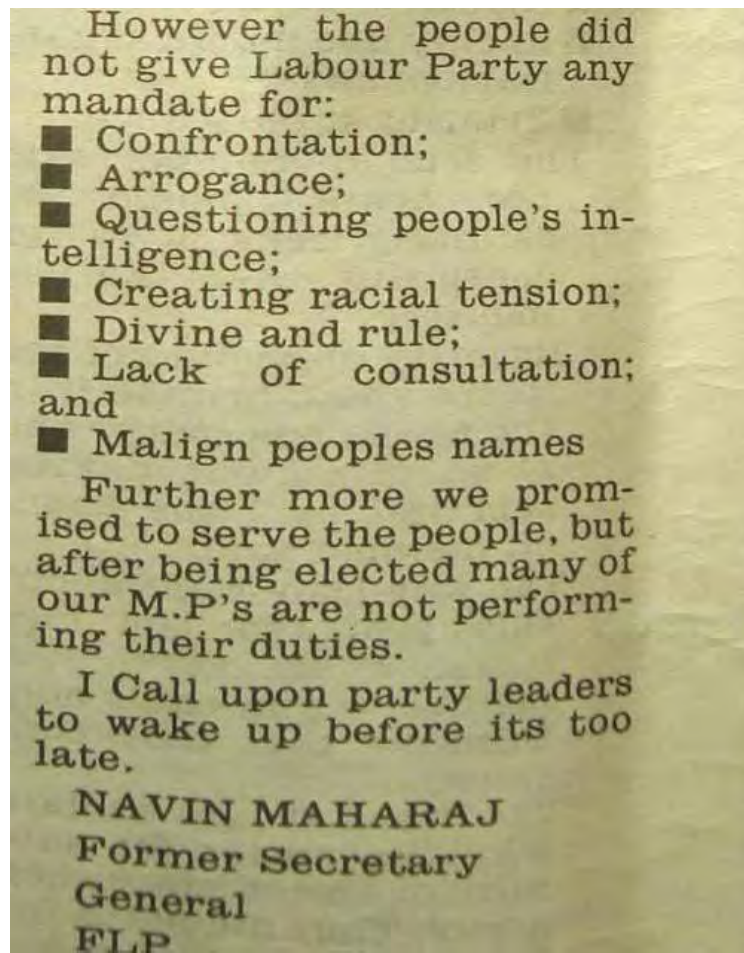 However the people did
not give Labour Party any
mandate for:
■ Confrontation;
■ Arrogance;
■ Questioning people's in-
telligence;
■ Creating racial tension;
■ Divine and rule;
■ Lack of consultation;
and
■ Malign peoples names
Further more we prom-
ised to serve the people, but
after being elected many of
our M.P's are not perform-
ing their duties.
I Call upon party leaders
to wake up before its too
late.
NAVIN MAHARAJ
Former Secretary
General
FLP